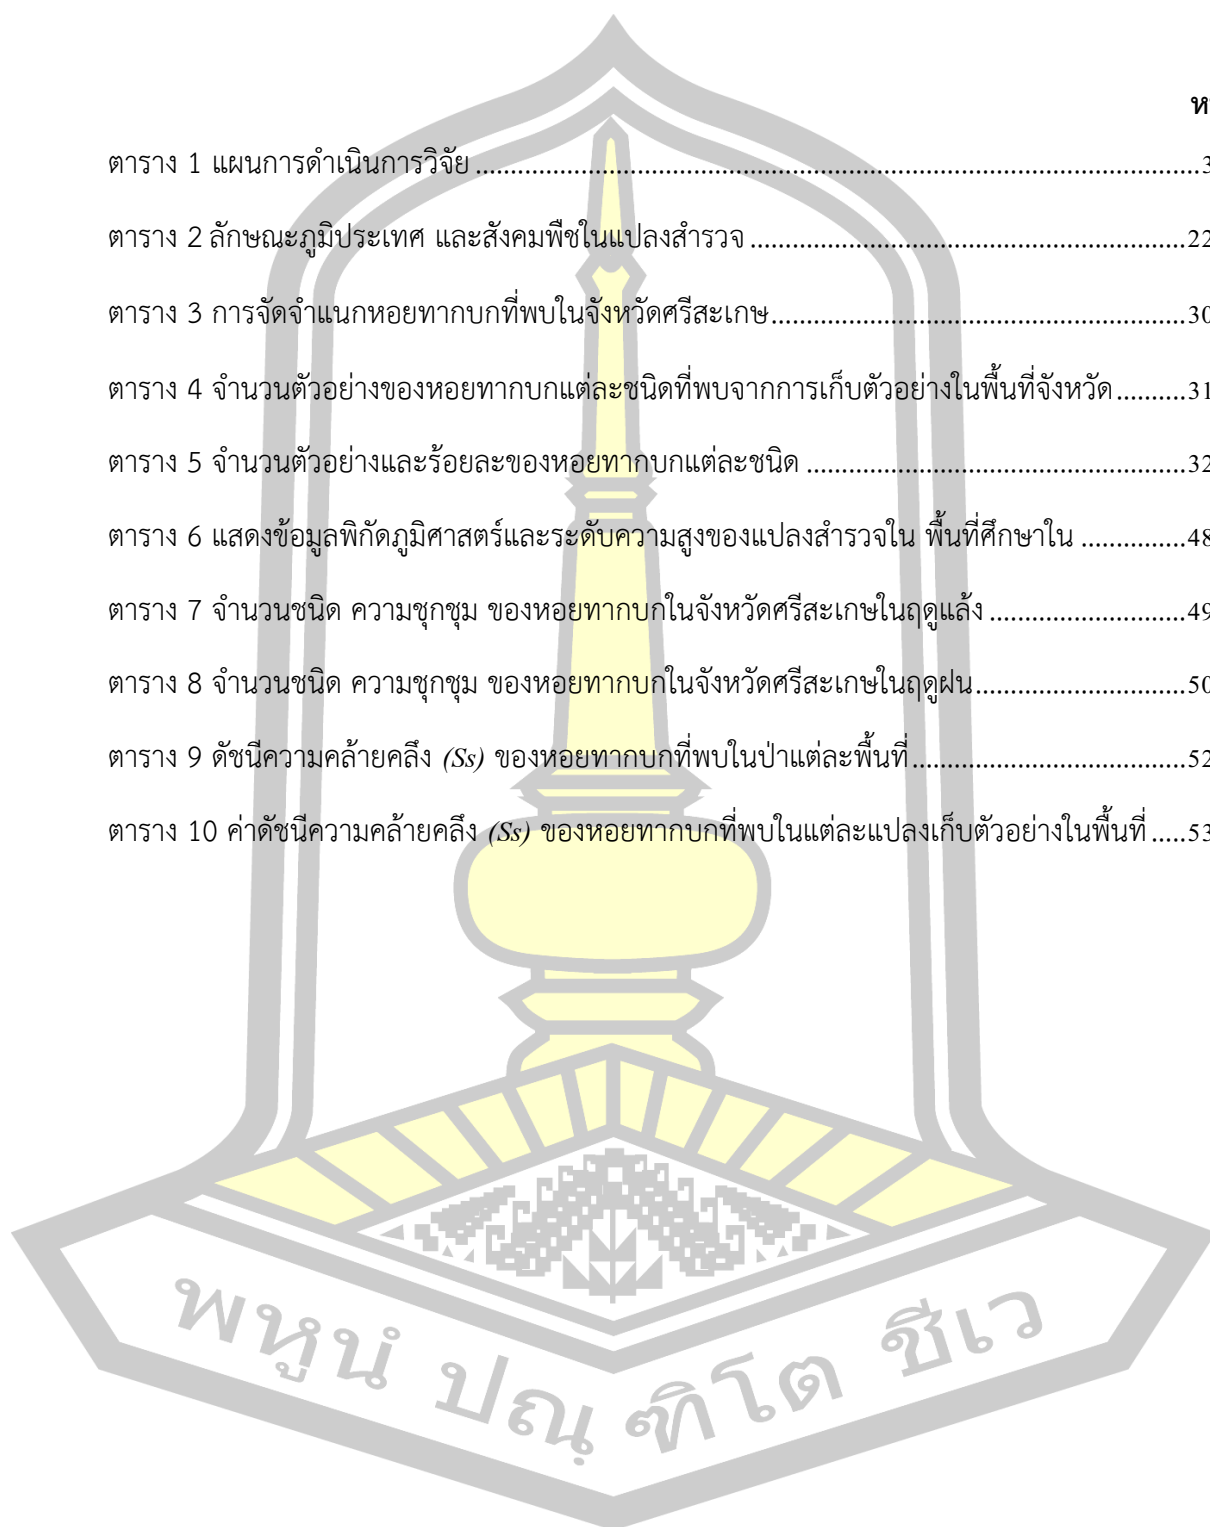 ห
ตาราง 1 แผนการดำเนินการวิจัย ........................................................................................................3
ตาราง 2 ลักษณะภูมิประเทศ และสังคมพืชในแปลงสำรวจ ...............................................................22
ตาราง 3 การจัดจำแนกหอยทากบกที่พบในจังหวัดศรีสะเกษ............................................................30
ตาราง 4 จำนวนตัวอย่างของหอยทากบกแต่ละชนิดที่พบจากการเก็บตัวอย่างในพื้นที่จังหวัด ..........31
ตาราง 5 จำนวนตัวอย่างและร้อยละของหอยทากบกแต่ละชนิด .......................................................32
ตาราง 6 แสดงข้อมูลพิกัดภูมิศาสตร์และระดับความสูงของแปลงสำรวจใน พื้นที่ศึกษาใน ...............48
ตาราง 7 จำนวนชนิด ความชุกชุม ของหอยทากบกในจังหวัดศรีสะเกษในฤดูแล้ง ............................49
ตาราง 8 จำนวนชนิด ความชุกชุม ของหอยทากบกในจังหวัดศรีสะเกษในฤดูฝน..............................50
ตาราง 9 ดัชนีความคล้ายคลึง (Ss) ของหอยทากบกที่พบในป่าแต่ละพื้นที่.......................................52
ตาราง 10 ค่าดัชนีความคล้ายคลึง (Ss) ของหอยทากบกที่พบในแต่ละแปลงเก็บตัวอย่างในพื้นที่ .....53
พหูนํ ปณฺฑิโต ชีเว